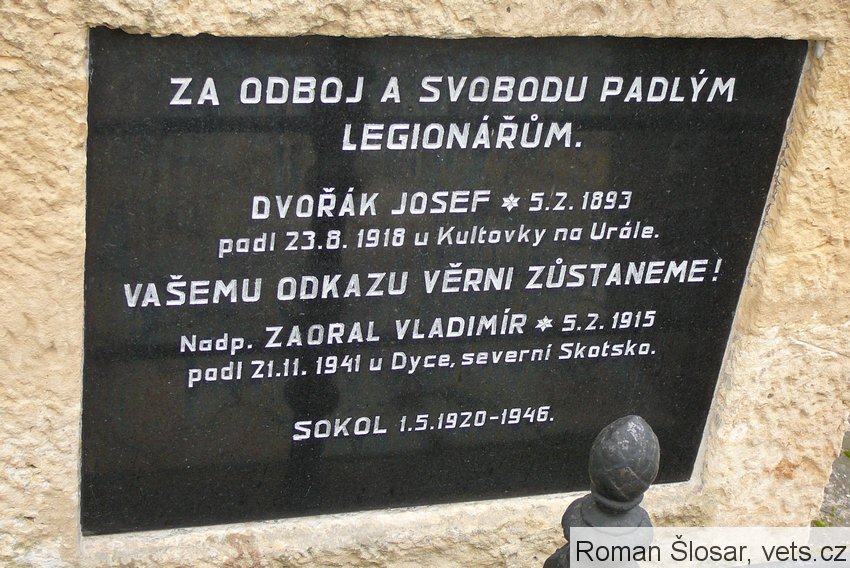 ZA ODBOJ A SVOBODU PADLÝM
LEGIONÁŘŮM.
DVOŘÁK JOSEF ✶ 5.2.1893
padl 23.8.1918 u Kultovky na Urále.
VAŠEMU ODKAZU VĚRNI ZŮSTANEME!
Nadp. ZAORAL VLADIMÍR ✶ 5.2.1915
padl 21.11.1941 u Dyce, severní Skotsko.
SOKOL 1.5.1920-1946.
Roman Šlosar, vets.cz